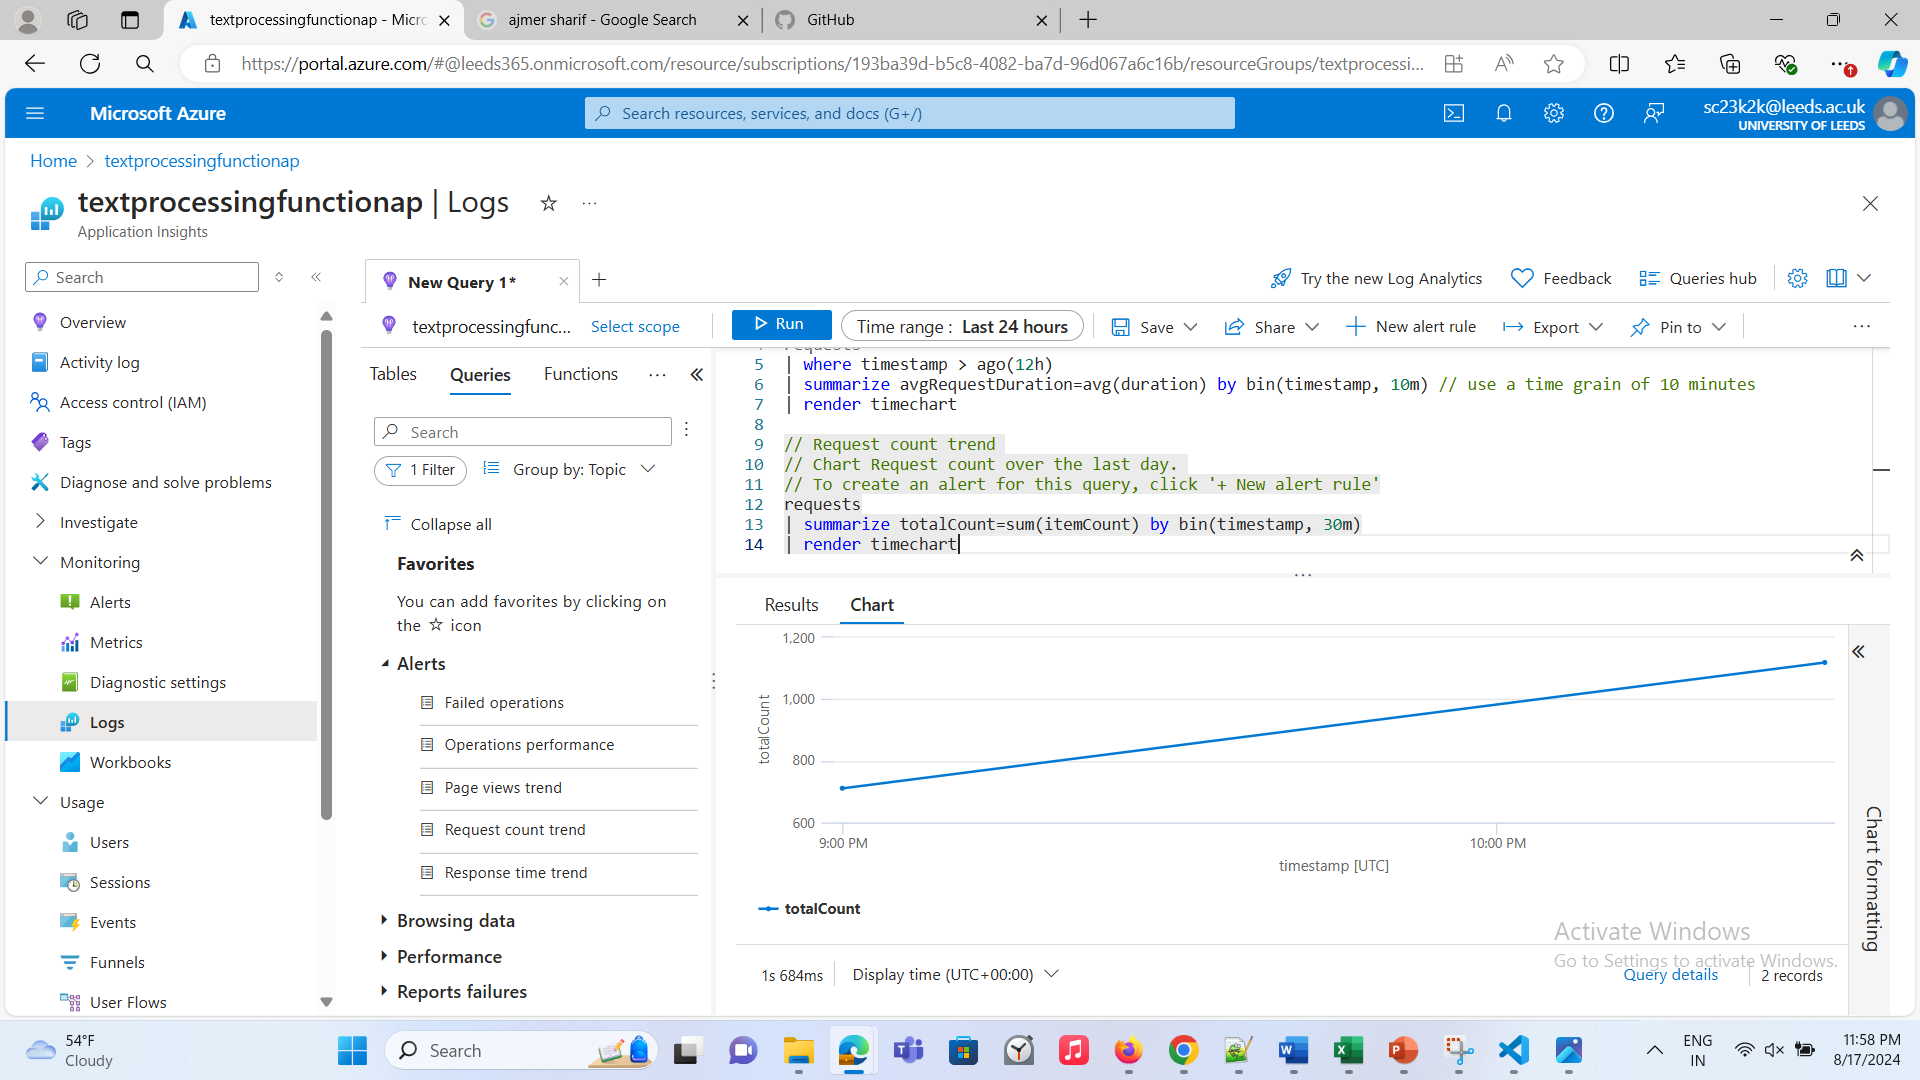 textprocessingfunctionap - Micro
ajmer sharif - Google Search
GitHub
https://portal.azure.com/#@leeds365.onmicrosoft.com/resource/subscriptions/193ba39d-b5c8-4082-ba7d-96d067a6c16b/resourceGroups/textprocessi...
Microsoft Azure
Search resources, services, and docs (G+/)
sc23k2k@leeds.ac.uk
UNIVERSITY OF LEEDS
Home > textprocessingfunctionap
textprocessingfunctionap | Logs
Application Insights
Search
Overview
Activity log
Access control (IAM)
Tags
Diagnose and solve problems
Investigate
Monitoring
Alerts
Metrics
Diagnostic settings
Logs
Workbooks
Usage
Users
Sessions
Events
Funnels
User Flows
New Query 1*
Try the new Log Analytics
Feedback
Queries hub
textprocessingfunc...
Select scope
Run
Time range : Last 24 hours
Save
Share
New alert rule
Export
Pin to
Tables
Queries
Functions
Search
1 Filter
Group by: Topic
Collapse all
Favorites
You can add favorites by clicking on
the ☆ icon
Alerts
Failed operations
Operations performance
Page views trend
Request count trend
Response time trend
Browsing data
Performance
Reports failures
4 requests
5 | where timestamp > ago(12h)
6 | summarize avgRequestDuration=avg(duration) by bin(timestamp, 10m) // use a time grain of 10 minutes
7 | render timechart
8
9 // Request count trend
10 // Chart Request count over the last day.
11 // To create an alert for this query, click '+ New alert rule'
12 requests
13 | summarize totalCount=sum(itemCount) by bin(timestamp, 30m)
14 | render timechart
Results
Chart
1,200
1,000
800
600
totalCount
9:00 PM
10:00 PM
timestamp [UTC]
totalCount
Chart formatting
Activate Windows
Go to Settings to activate Windows.
1s 684ms
Display time (UTC+00:00)
Query details
2 records
54°F
Cloudy
Search
ENG
IN
11:58 PM
8/17/2024